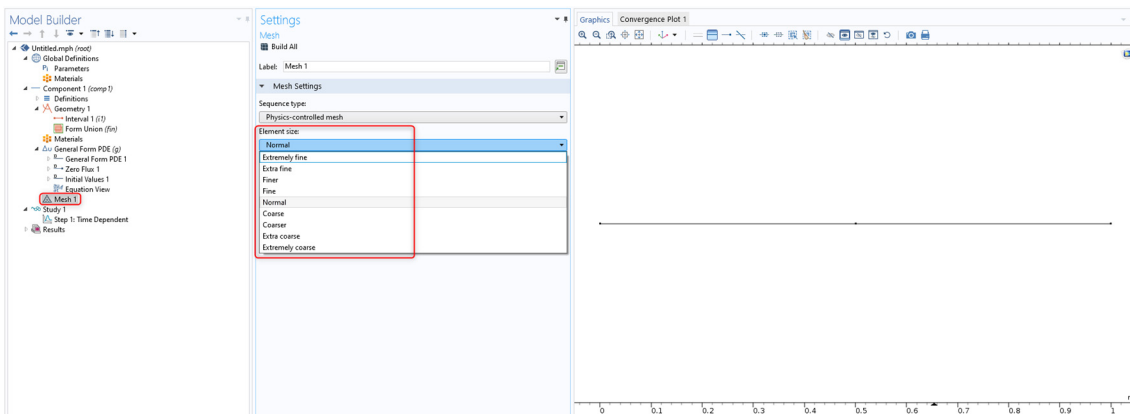 Model Builder
Untitled.mph (root)
Global Definitions
Pi Parameters
Materials
Component 1 (comp1)
Definitions
Geometry 1
Interval 1 (i1)
Form Union (fin)
Materials
Δu General Form PDE (g)
General Form PDE 1
Zero Flux 1
Initial Values 1
Equation View
Mesh 1
Study 1
Step 1: Time Dependent
Results
Settings
Mesh
Build All
Label: Mesh 1
Mesh Settings
Sequence type:
Physics-controlled mesh
Element size:
Normal
Extremely fine
Extra fine
Finer
Fine
Normal
Coarse
Coarser
Extra coarse
Extremely coarse
Graphics Convergence Plot 1
0 0.1 0.2 0.3 0.4 0.5 0.6 0.7 0.8 0.9 1